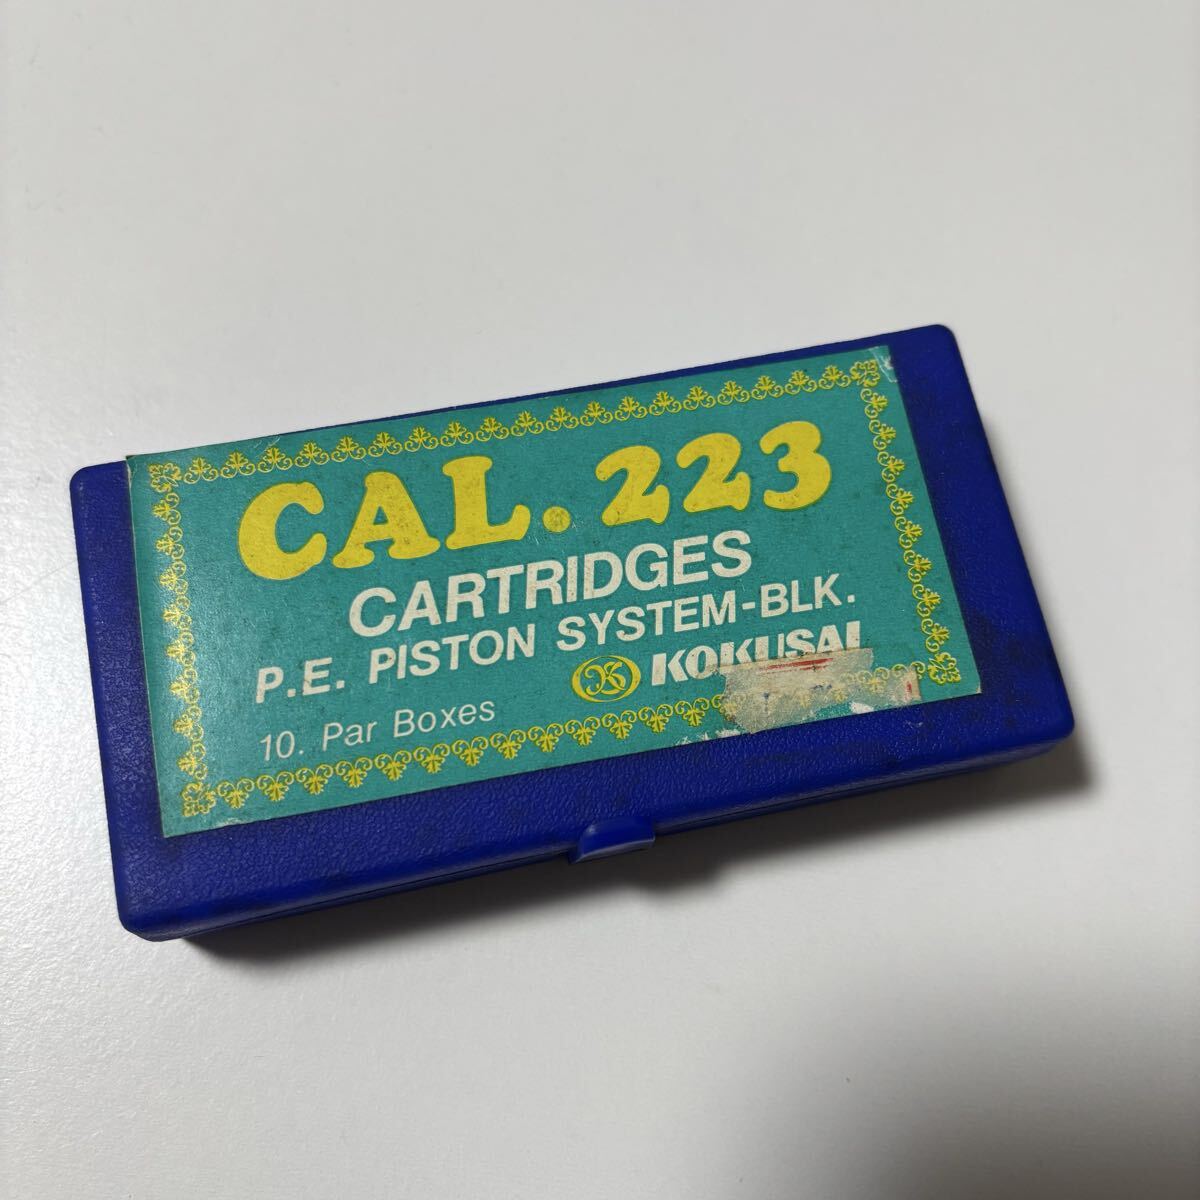 CAL. 223
CARTRIDGES
P.E. PISTON SYSTEM-BLK.
KOKUSAI
10. Par Boxes